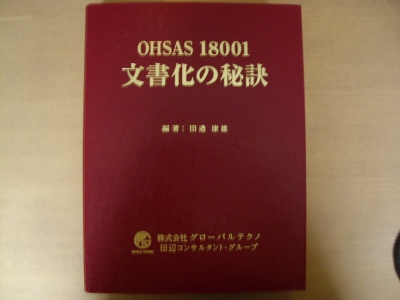 OHSAS 18001
文書化の秘訣
編著; 田邉 康雄
株式会社 グローバルテクノ
田辺コンサルタント・グループ